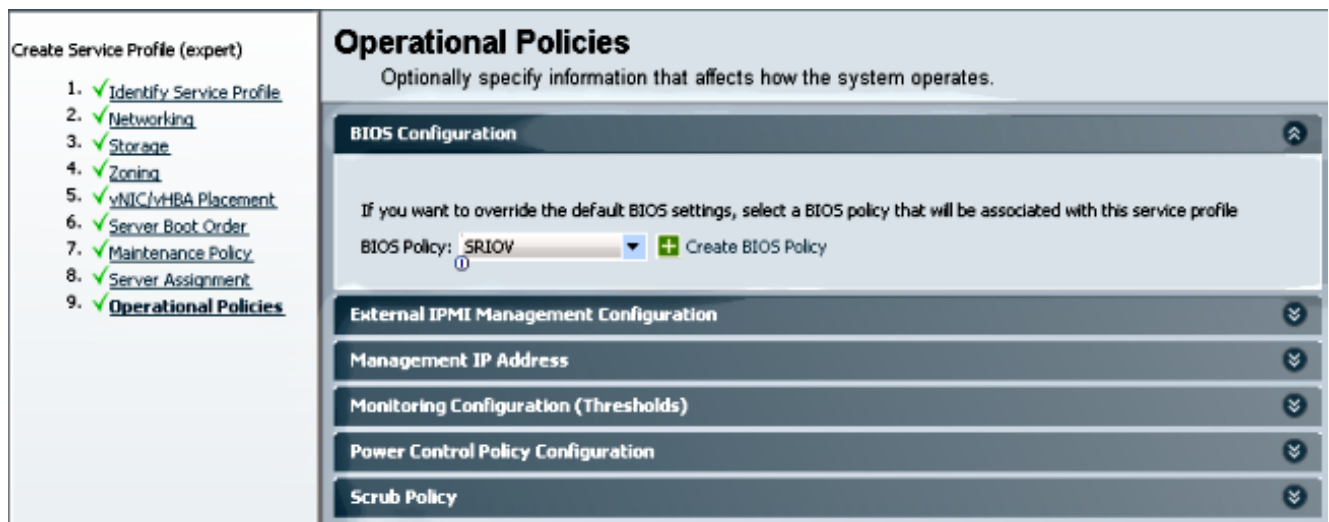 Create Service Profile (expert)
1. Identify Service Profile
2. Networking
3. Storage
4. Zoning
5. vNIC/vHBA Placement
6. Server Boot Order
7. Maintenance Policy
8. Server Assignment
9. Operational Policies
Operational Policies
Optionally specify information that affects how the system operates.
BIOS Configuration
If you want to override the default BIOS settings, select a BIOS policy that will be associated with this service profile
BIOS Policy: SRIOV Create BIOS Policy
External IPMI Management Configuration
Management IP Address
Monitoring Configuration (Thresholds)
Power Control Policy Configuration
Scrub Policy